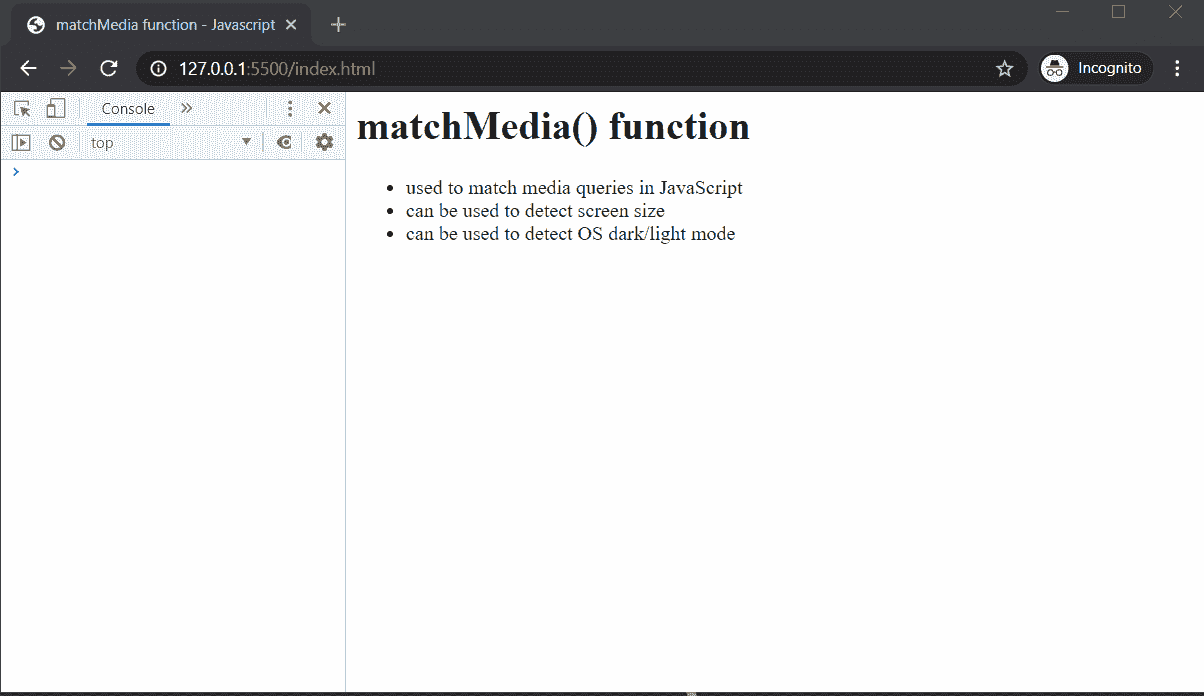 matchMedia function - Javascript
127.0.0.1:5500/index.html
Incognito
Console
top
matchMedia() function
used to match media queries in JavaScript
can be used to detect screen size
can be used to detect OS dark/light mode